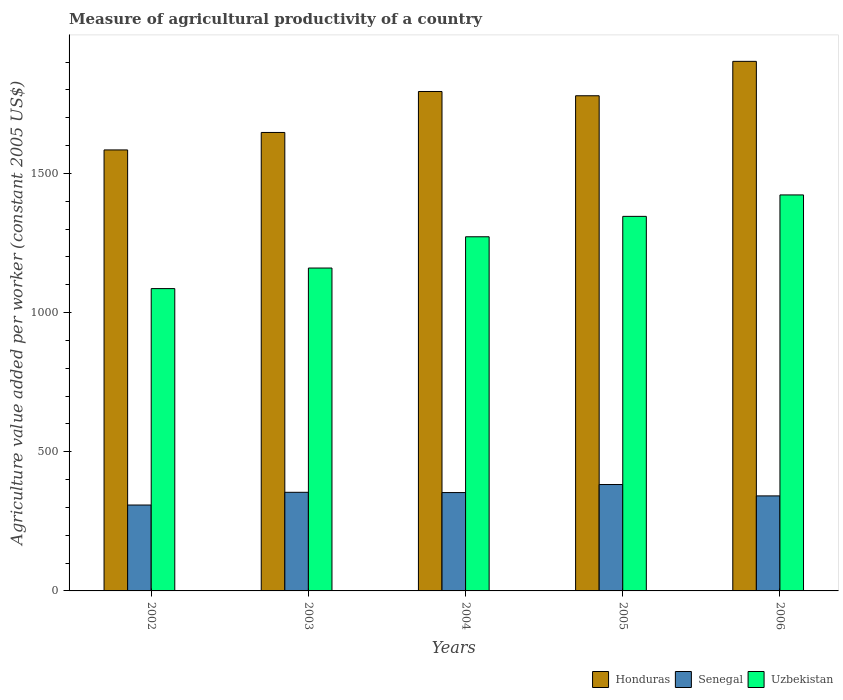 Measure of agricultural productivity of a country
Agriculture value added per worker (constant 2005 US$)
1500
1000
500
0
2002
2003
2004
2005
2006
Years
Honduras
Senegal
Uzbekistan